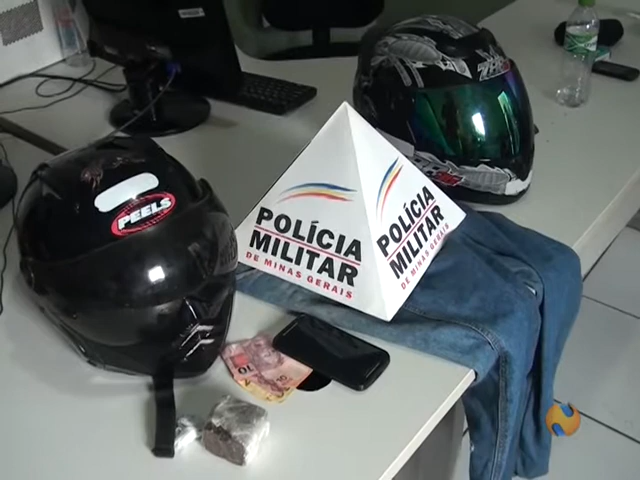 PEELS
POLÍCIA
MILITAR
DE MINAS GERAIS
POLÍCIA
MILITAR
DE MINAS GERAIS
10